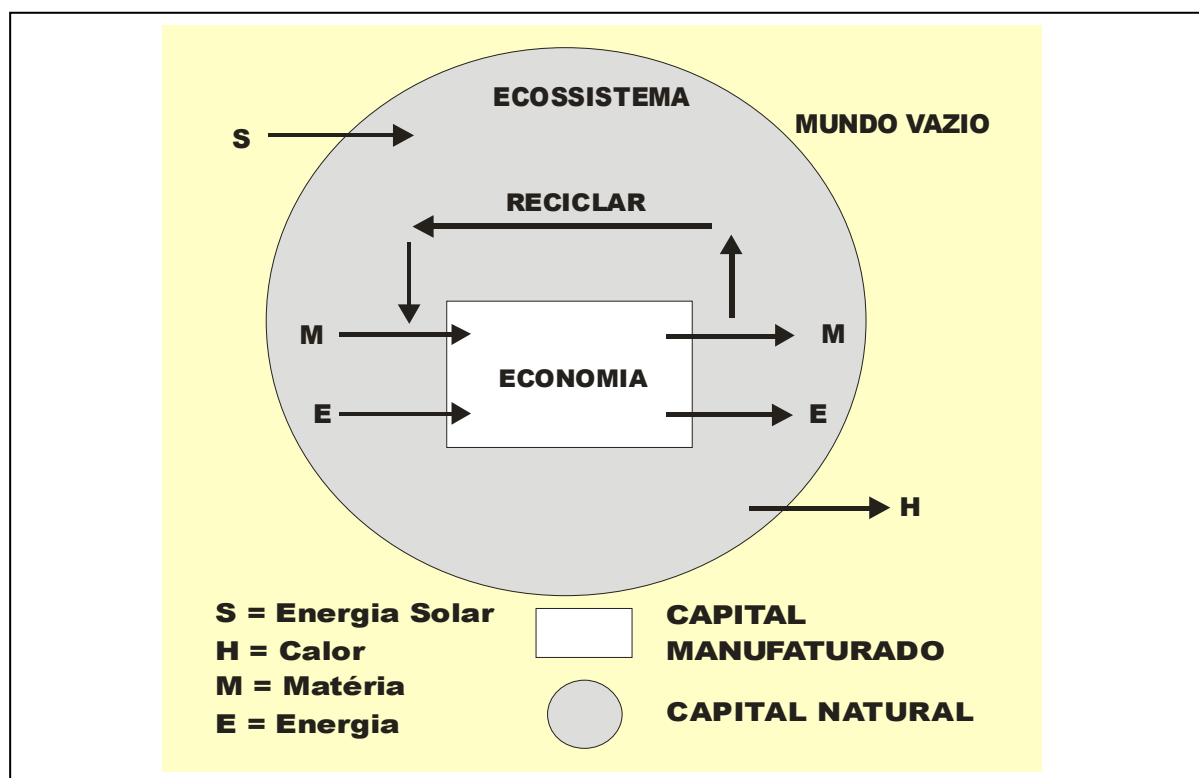 ECOSSISTEMA
MUNDO VAZIO
S
RECICLAR
M
M
ECONOMIA
E
E
H
S = Energia Solar
H = Calor
M = Matéria
E = Energia
CAPITAL
MANUFATURADO
CAPITAL NATURAL